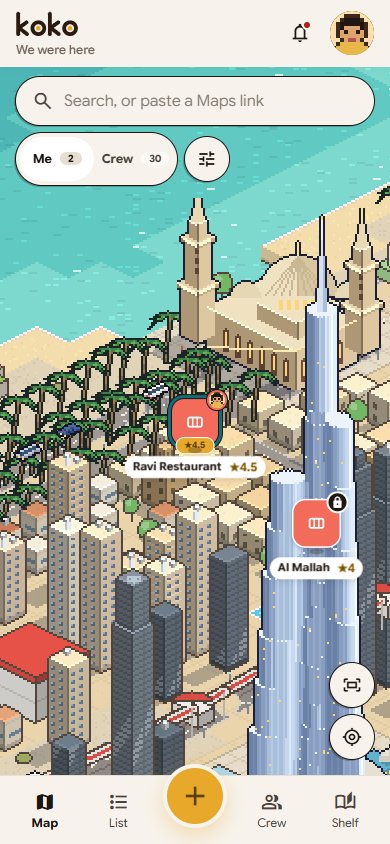 koko
We were here
Search, or paste a Maps link
Me 2 Crew 30
★4.5
Ravi Restaurant ★4.5
Al Mallah ★4
Map
List
Crew
Shelf